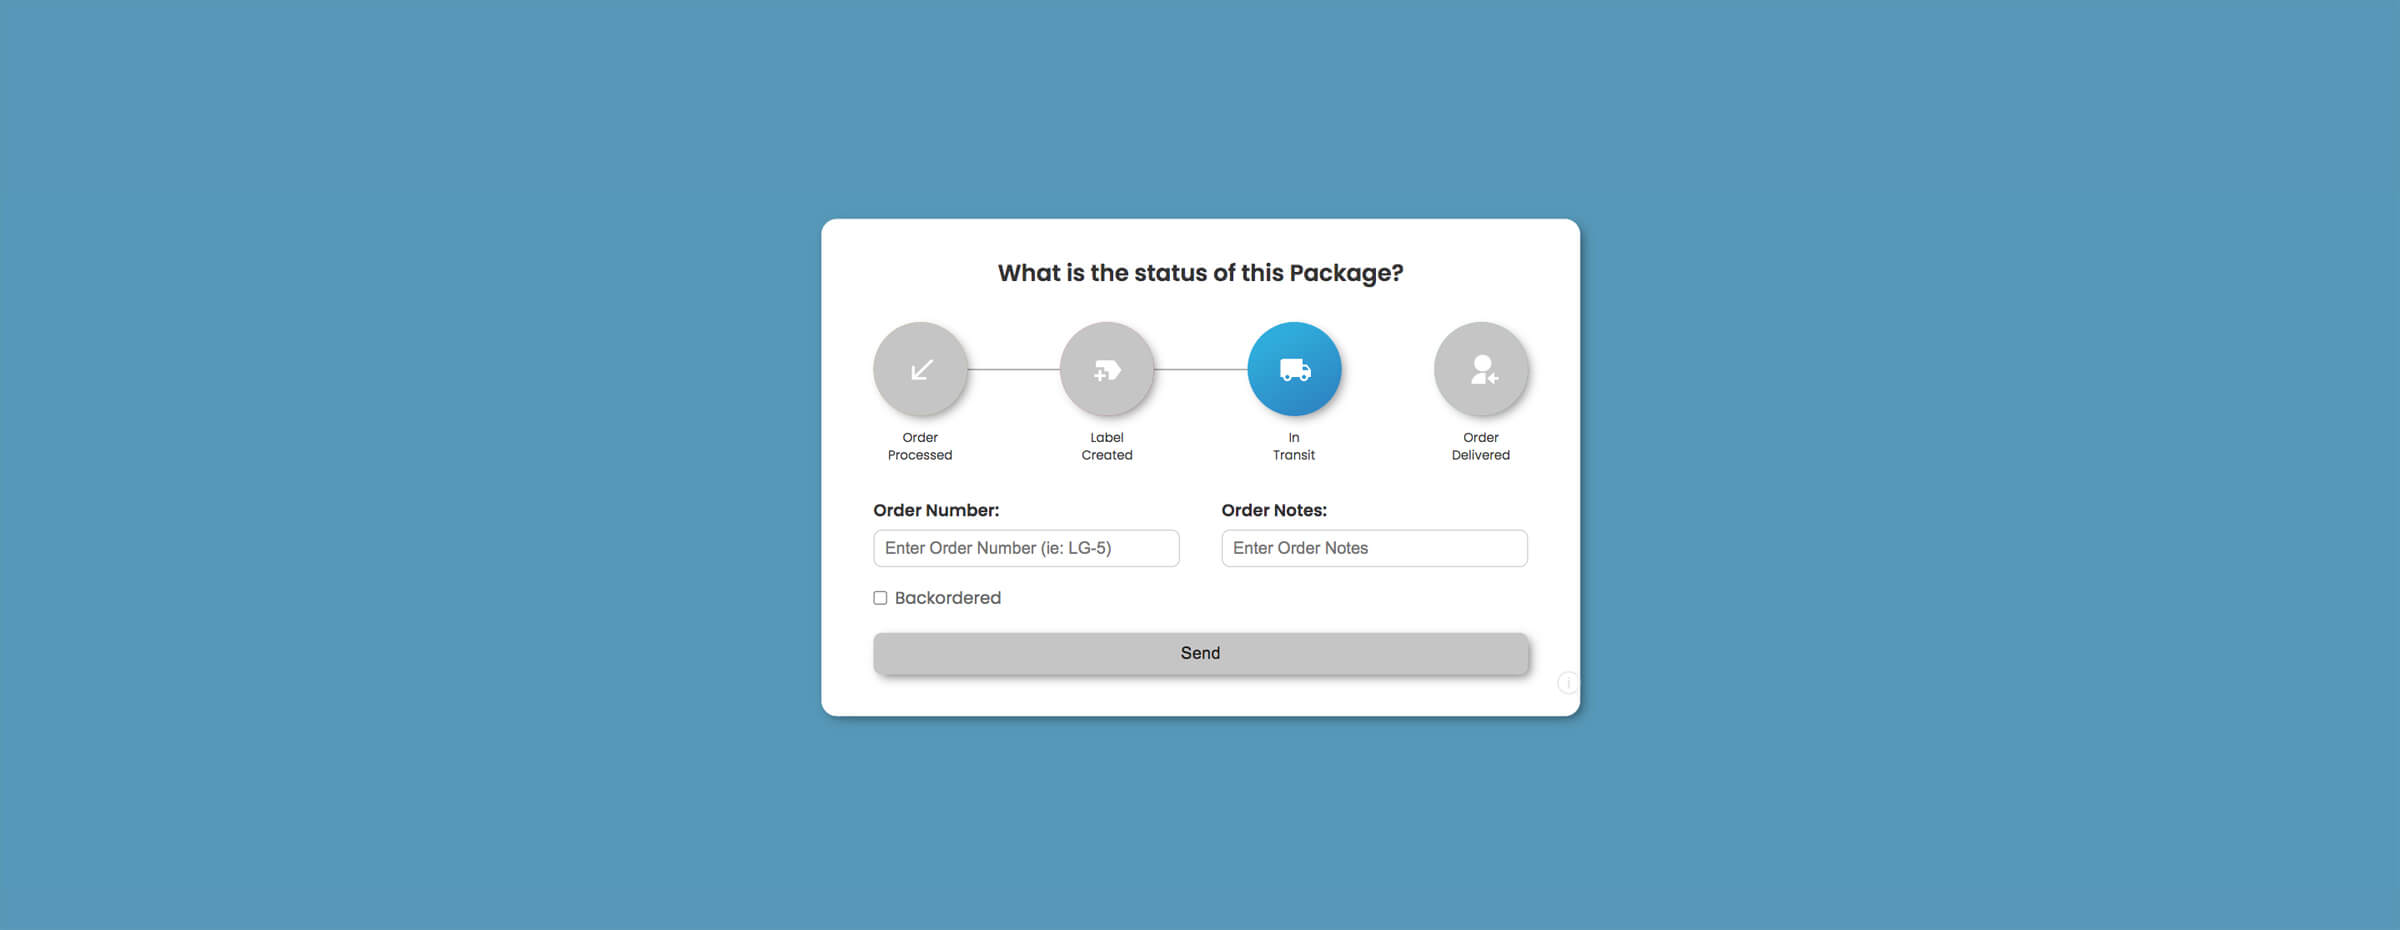 What is the status of this Package?
Order
Processed
Label
Created
In
Transit
Order
Delivered
Order Number:
Order Notes:
Enter Order Number (ie: LG-5)
Enter Order Notes
Backordered
Send
i